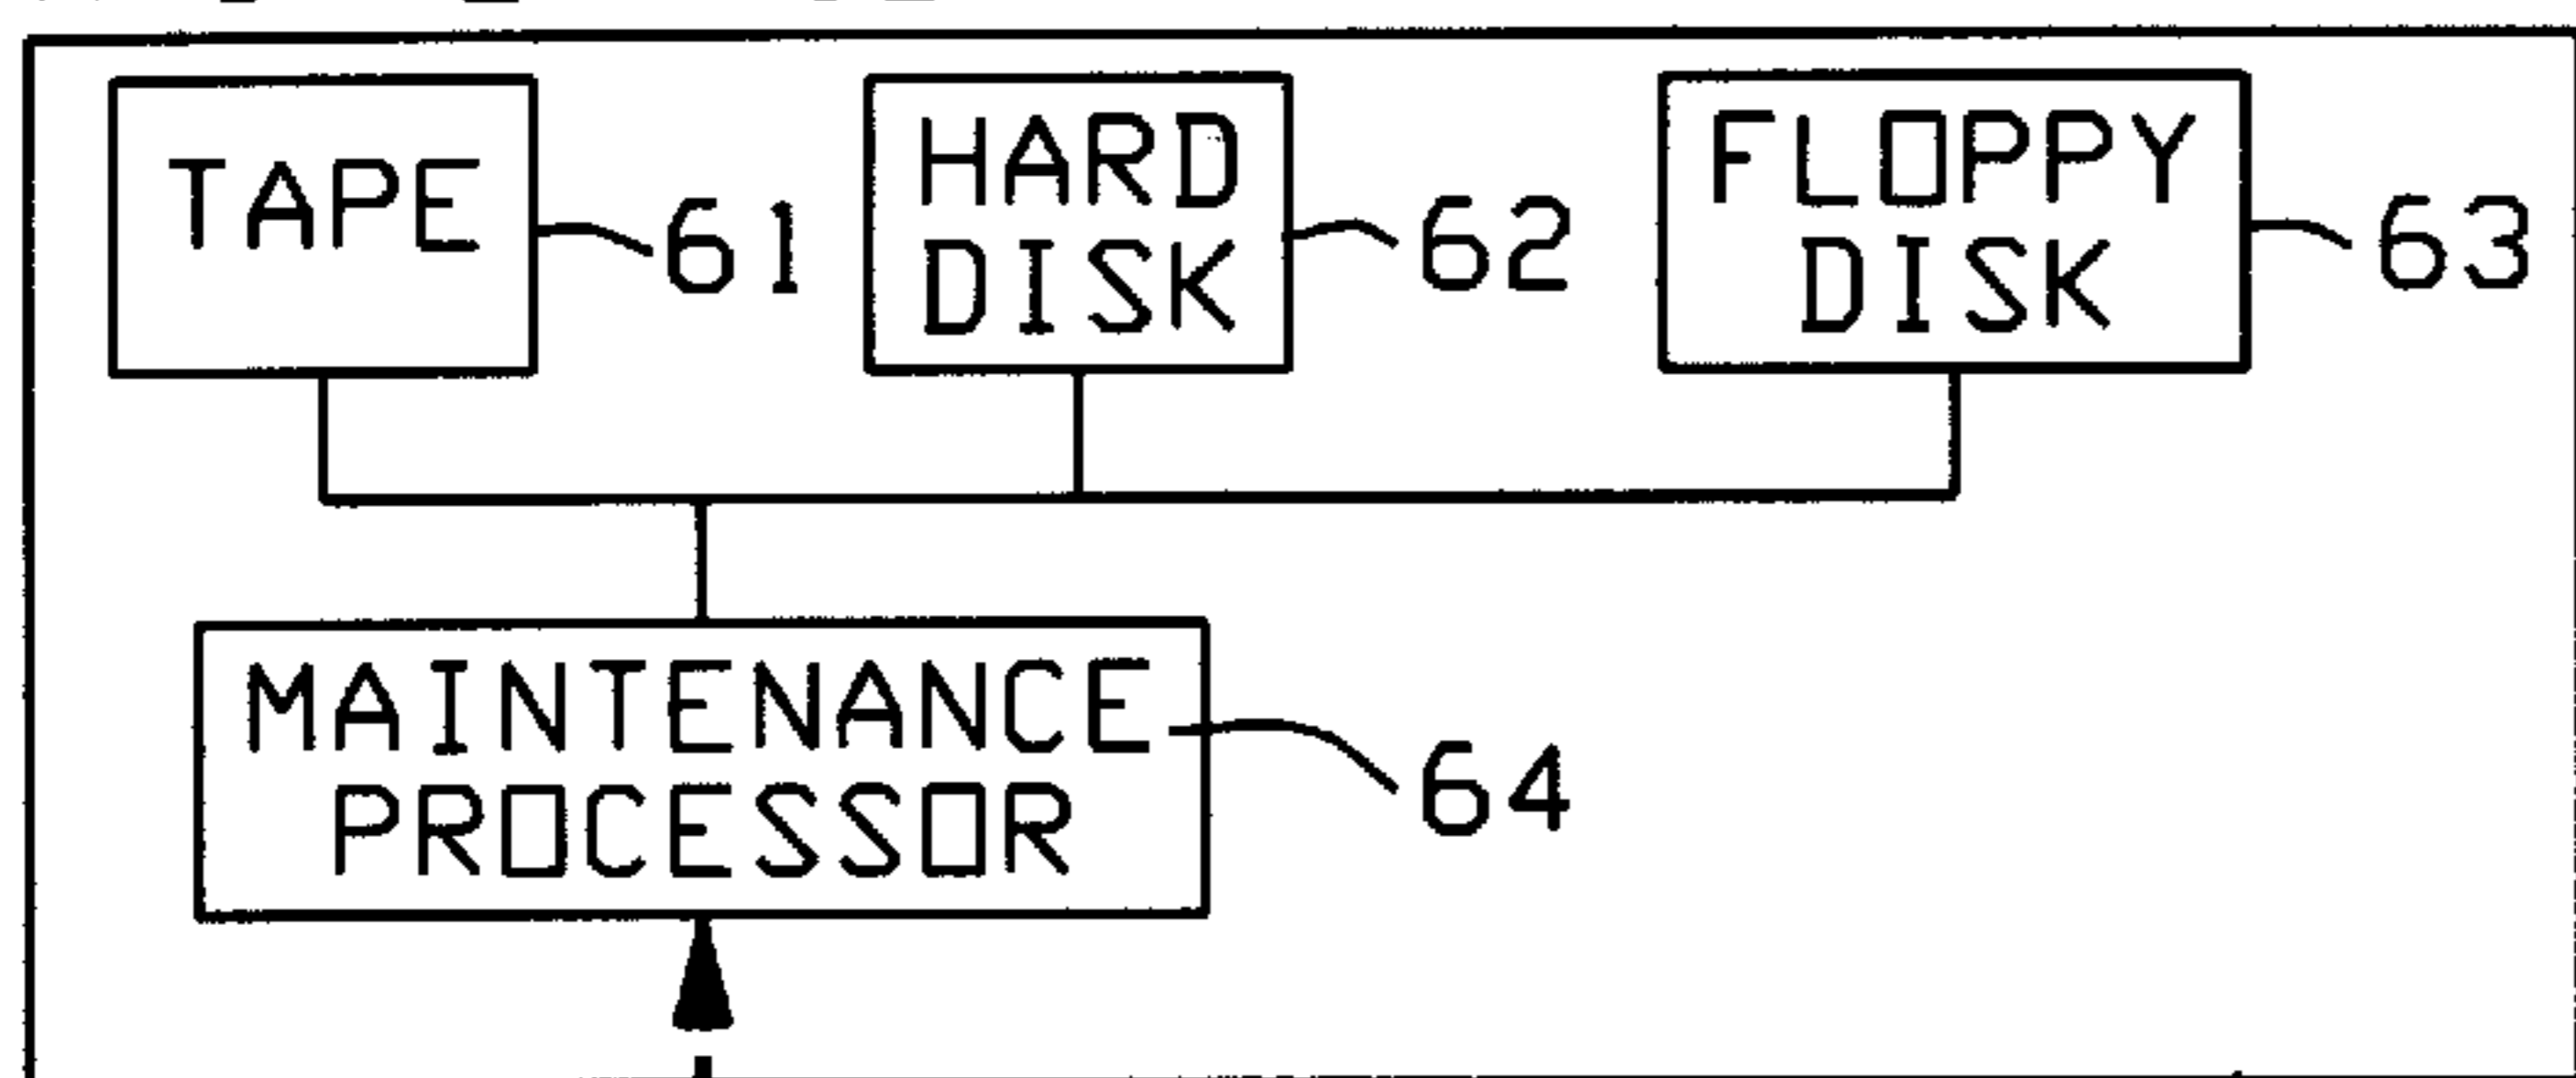 TAPE
61
HARD
DISK
62
FLOPPY
DISK
63
MAINTENANCE
PROCESSOR
64